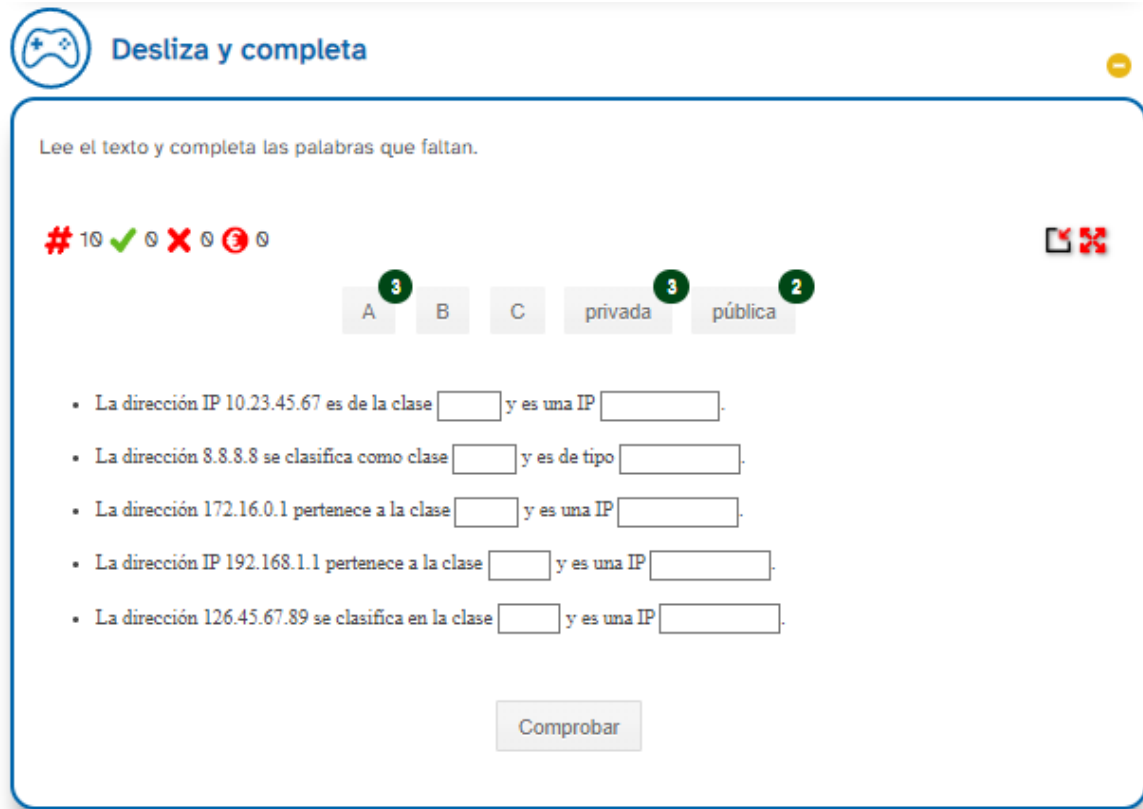 Desliza y completa
Lee el texto y completa las palabras que faltan.
# 10 0 0 0
A 3 B C privada 3 pública 2
• La dirección IP 10.23.45.67 es de la clase y es una IP .
• La dirección 8.8.8.8 se clasifica como clase y es de tipo .
• La dirección 172.16.0.1 pertenece a la clase y es una IP .
• La dirección IP 192.168.1.1 pertenece a la clase y es una IP .
• La dirección 126.45.67.89 se clasifica en la clase y es una IP .
Comprobar